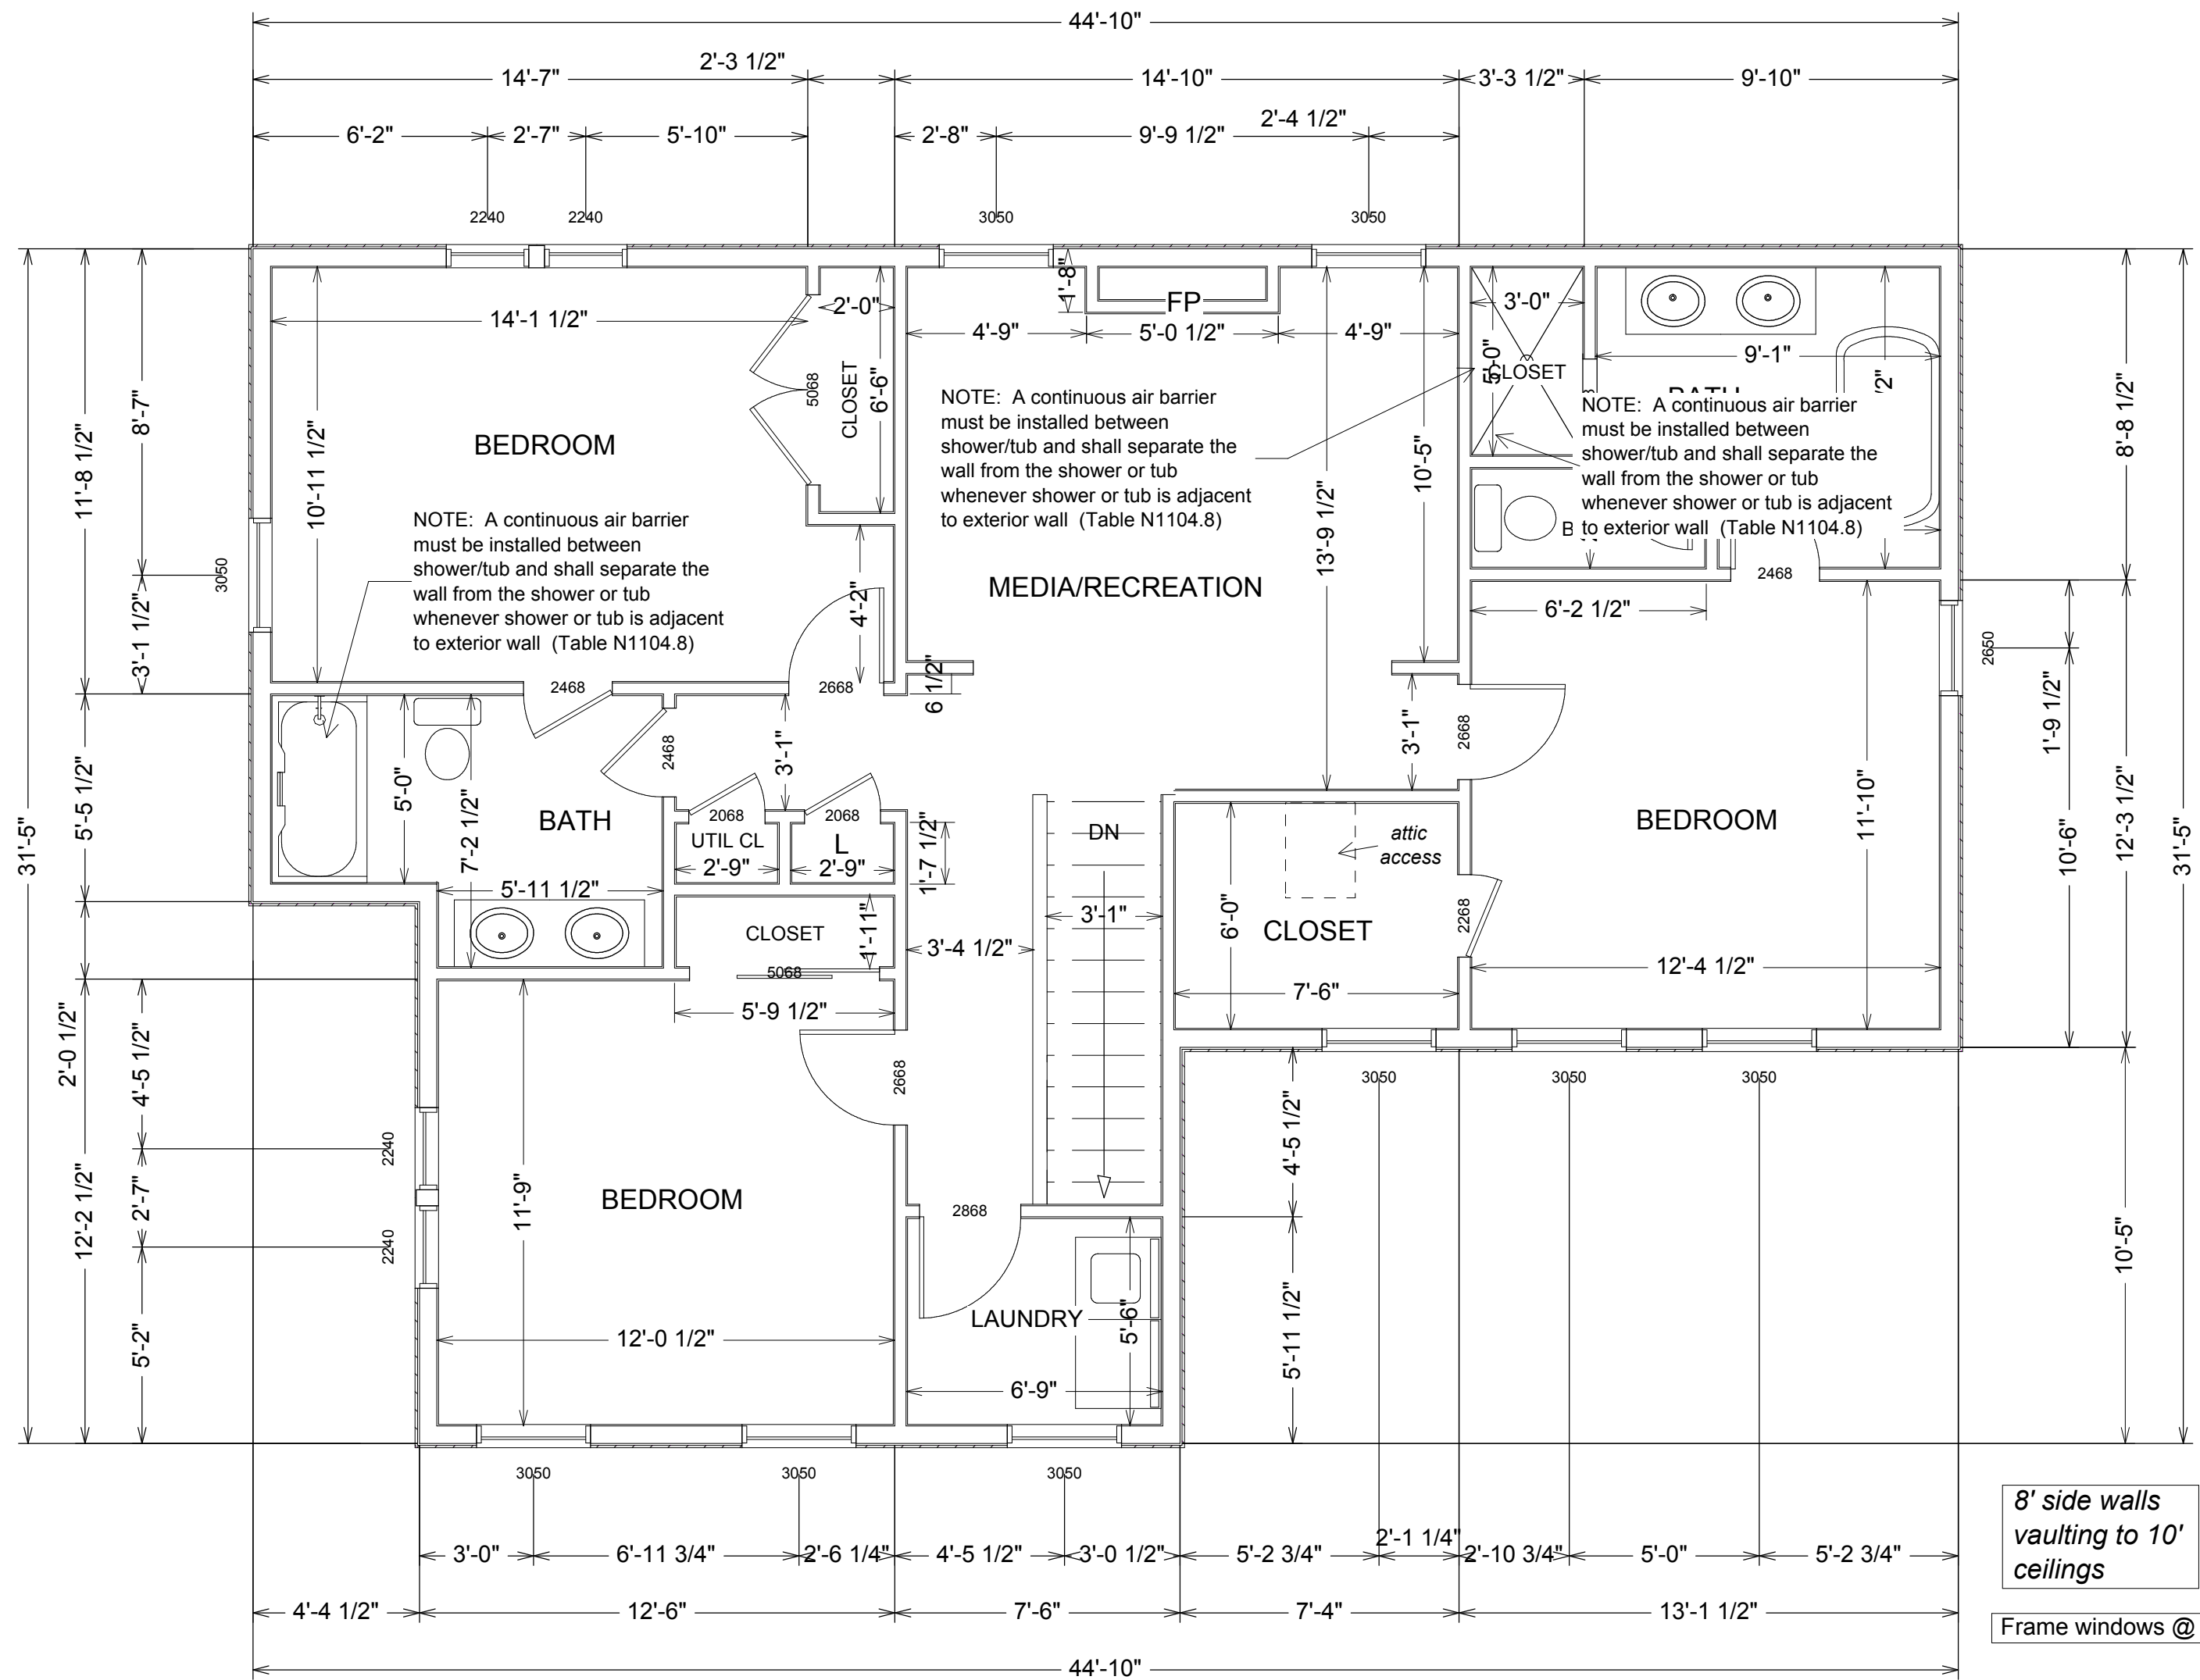 44'-10"
14'-7"
2'-3 1/2"
14'-10"
3'-3 1/2"
9'-10"
6'-2"
2'-7"
5'-10"
2'-8"
9'-9 1/2"
2'-4 1/2"
2240
2240
3050
3050
31'-5"
11'-8 1/2"
8'-7"
3'-1 1/2"
3050
10'-11 1/2"
14'-1 1/2"
BEDROOM
5068
2'-0"
CLOSET
6'-6"
4'-2"
NOTE: A continuous air barrier
must be installed between
shower/tub and shall separate the
wall from the shower or tub
whenever shower or tub is adjacent
to exterior wall (Table N1104.8)
1'-8"
FP
4'-9"
5'-0 1/2"
4'-9"
NOTE: A continuous air barrier
must be installed between
shower/tub and shall separate the
wall from the shower or tub
whenever shower or tub is adjacent
to exterior wall (Table N1104.8)
13'-9 1/2"
10'-5"
MEDIA/RECREATION
3'-0"
5'-0"
CLOSET
9'-1"
BATH
/2"
NOTE: A continuous air barrier
must be installed between
shower/tub and shall separate the
wall from the shower or tub
whenever shower or tub is adjacent
to exterior wall (Table N1104.8)
B
2468
6'-2 1/2"
2650
8'-8 1/2"
1'-9 1/2"
10'-6"
12'-3 1/2"
31'-5"
10'-5"
2468
2668
6 1/2"
5'-5 1/2"
5'-0"
7'-2 1/2"
BATH
2468
3'-1"
2068
UTIL CL
2'-9"
2068
L
2'-9"
1'-7 1/2"
5'-11 1/2"
CLOSET
1'-11"
5068
5'-9 1/2"
3'-4 1/2"
DN
3'-1"
3'-1"
2668
attic
access
6'-0"
CLOSET
7'-6"
2268
BEDROOM
11'-10"
12'-4 1/2"
3050
3050
3050
2'-0 1/2"
12'-2 1/2"
4'-5 1/2"
2'-7"
5'-2"
2240
2240
11'-9"
BEDROOM
12'-0 1/2"
2668
2868
LAUNDRY
5'-6"
6'-9"
4'-5 1/2"
5'-11 1/2"
3050
3050
3050
3'-0"
6'-11 3/4"
2'-6 1/4"
4'-5 1/2"
3'-0 1/2"
5'-2 3/4"
2'-1 1/4"
2'-10 3/4"
5'-0"
5'-2 3/4"
4'-4 1/2"
12'-6"
7'-6"
7'-4"
13'-1 1/2"
44'-10"
8' side walls
vaulting to 10'
ceilings
Frame windows @